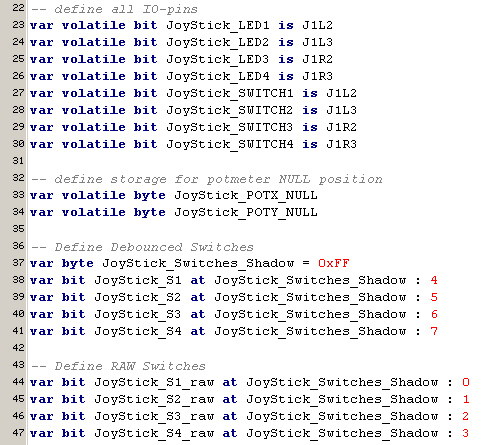 22 -- define all IO-pins
23 var volatile bit JoyStick_LED1 is J1L2
24 var volatile bit JoyStick_LED2 is J1L3
25 var volatile bit JoyStick_LED3 is J1R2
26 var volatile bit JoyStick_LED4 is J1R3
27 var volatile bit JoyStick_SWITCH1 is J1L2
28 var volatile bit JoyStick_SWITCH2 is J1L3
29 var volatile bit JoyStick_SWITCH3 is J1R2
30 var volatile bit JoyStick_SWITCH4 is J1R3
31
32 -- define storage for potmeter NULL position
33 var volatile byte JoyStick_POTX_NULL
34 var volatile byte JoyStick_POTY_NULL
35
36 -- Define Debounced Switches
37 var byte JoyStick_Switches_Shadow = 0xFF
38 var bit JoyStick_S1 at JoyStick_Switches_Shadow : 4
39 var bit JoyStick_S2 at JoyStick_Switches_Shadow : 5
40 var bit JoyStick_S3 at JoyStick_Switches_Shadow : 6
41 var bit JoyStick_S4 at JoyStick_Switches_Shadow : 7
42
43 -- Define RAW Switches
44 var bit JoyStick_S1_raw at JoyStick_Switches_Shadow : 0
45 var bit JoyStick_S2_raw at JoyStick_Switches_Shadow : 1
46 var bit JoyStick_S3_raw at JoyStick_Switches_Shadow : 2
47 var bit JoyStick_S4_raw at JoyStick_Switches_Shadow : 3